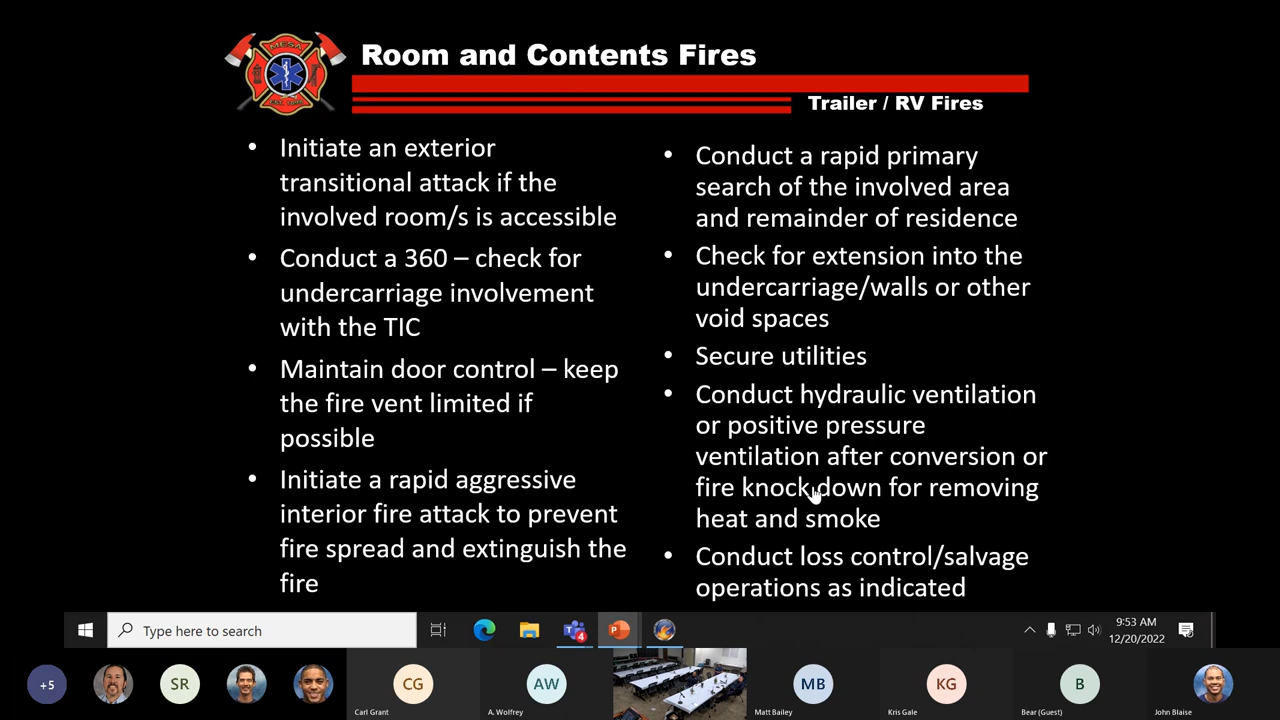 MESA
EST. 1898
Room and Contents Fires
Trailer / RV Fires
• Initiate an exterior
transitional attack if the
involved room/s is accessible
• Conduct a 360 – check for
undercarriage involvement
with the TIC
• Maintain door control – keep
the fire vent limited if
possible
• Initiate a rapid aggressive
interior fire attack to prevent
fire spread and extinguish the
fire
• Conduct a rapid primary
search of the involved area
and remainder of residence
• Check for extension into the
undercarriage/walls or other
void spaces
• Secure utilities
• Conduct hydraulic ventilation
or positive pressure
ventilation after conversion or
fire knock down for removing
heat and smoke
• Conduct loss control/salvage
operations as indicated
Type here to search
4
9:53 AM
12/20/2022
+5
SR
CG
AW
MB
KG
B
Carl Grant
A. Wolfrey
Matt Bailey
Kris Gale
Bear (Guest)
John Blaise